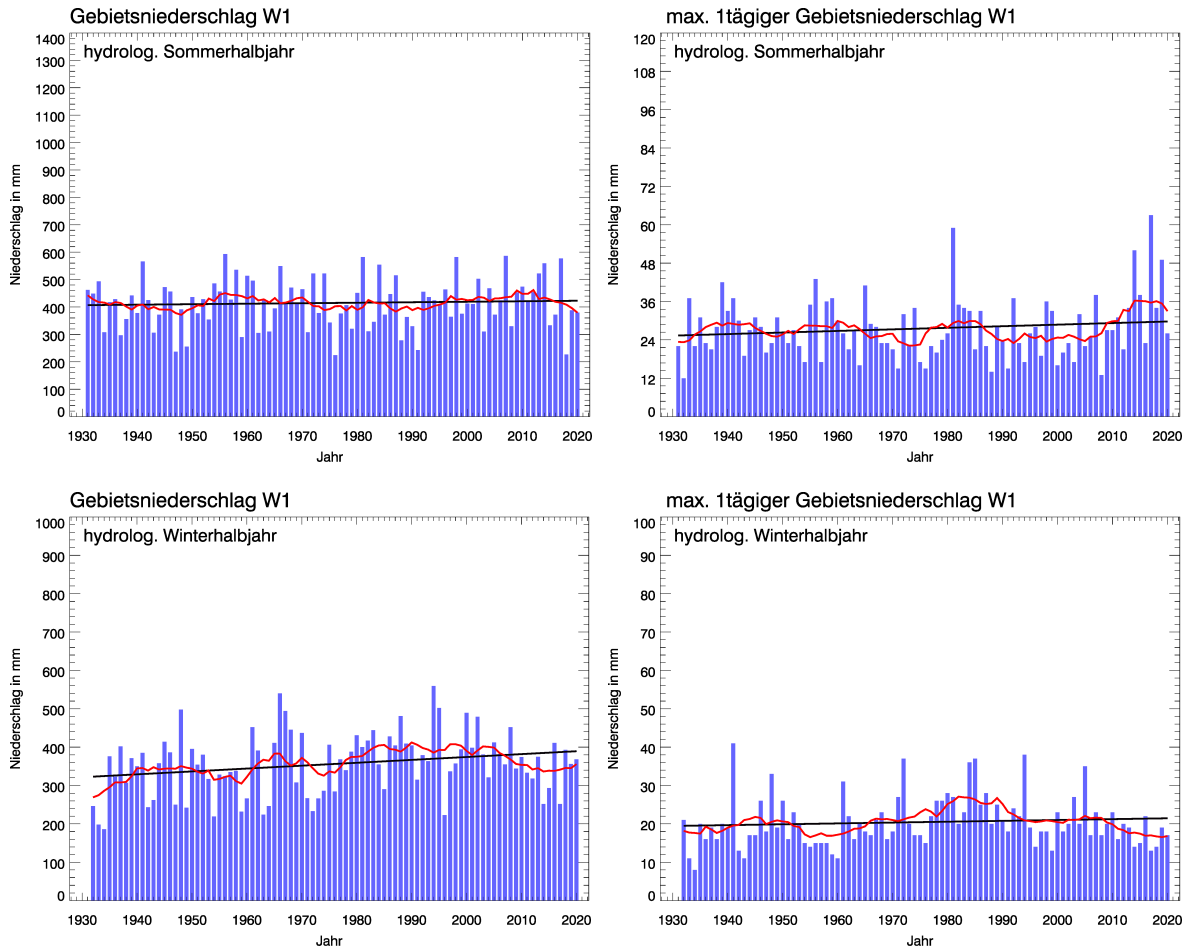 Gebietsniederschlag W1
hydrolog. Sommerhalbjahr
Niederschlag in mm
1400
1300
1200
1100
1000
900
800
700
600
500
400
300
200
100
0
1930 1940 1950 1960 1970 1980 1990 2000 2010 2020
Jahr
max. 1tägiger Gebietsniederschlag W1
hydrolog. Sommerhalbjahr
Niederschlag in mm
120
108
96
84
72
60
48
36
24
12
0
1930 1940 1950 1960 1970 1980 1990 2000 2010 2020
Jahr
Gebietsniederschlag W1
hydrolog. Winterhalbjahr
Niederschlag in mm
1000
900
800
700
600
500
400
300
200
100
0
1930 1940 1950 1960 1970 1980 1990 2000 2010 2020
Jahr
max. 1tägiger Gebietsniederschlag W1
hydrolog. Winterhalbjahr
Niederschlag in mm
100
90
80
70
60
50
40
30
20
10
0
1930 1940 1950 1960 1970 1980 1990 2000 2010 2020
Jahr